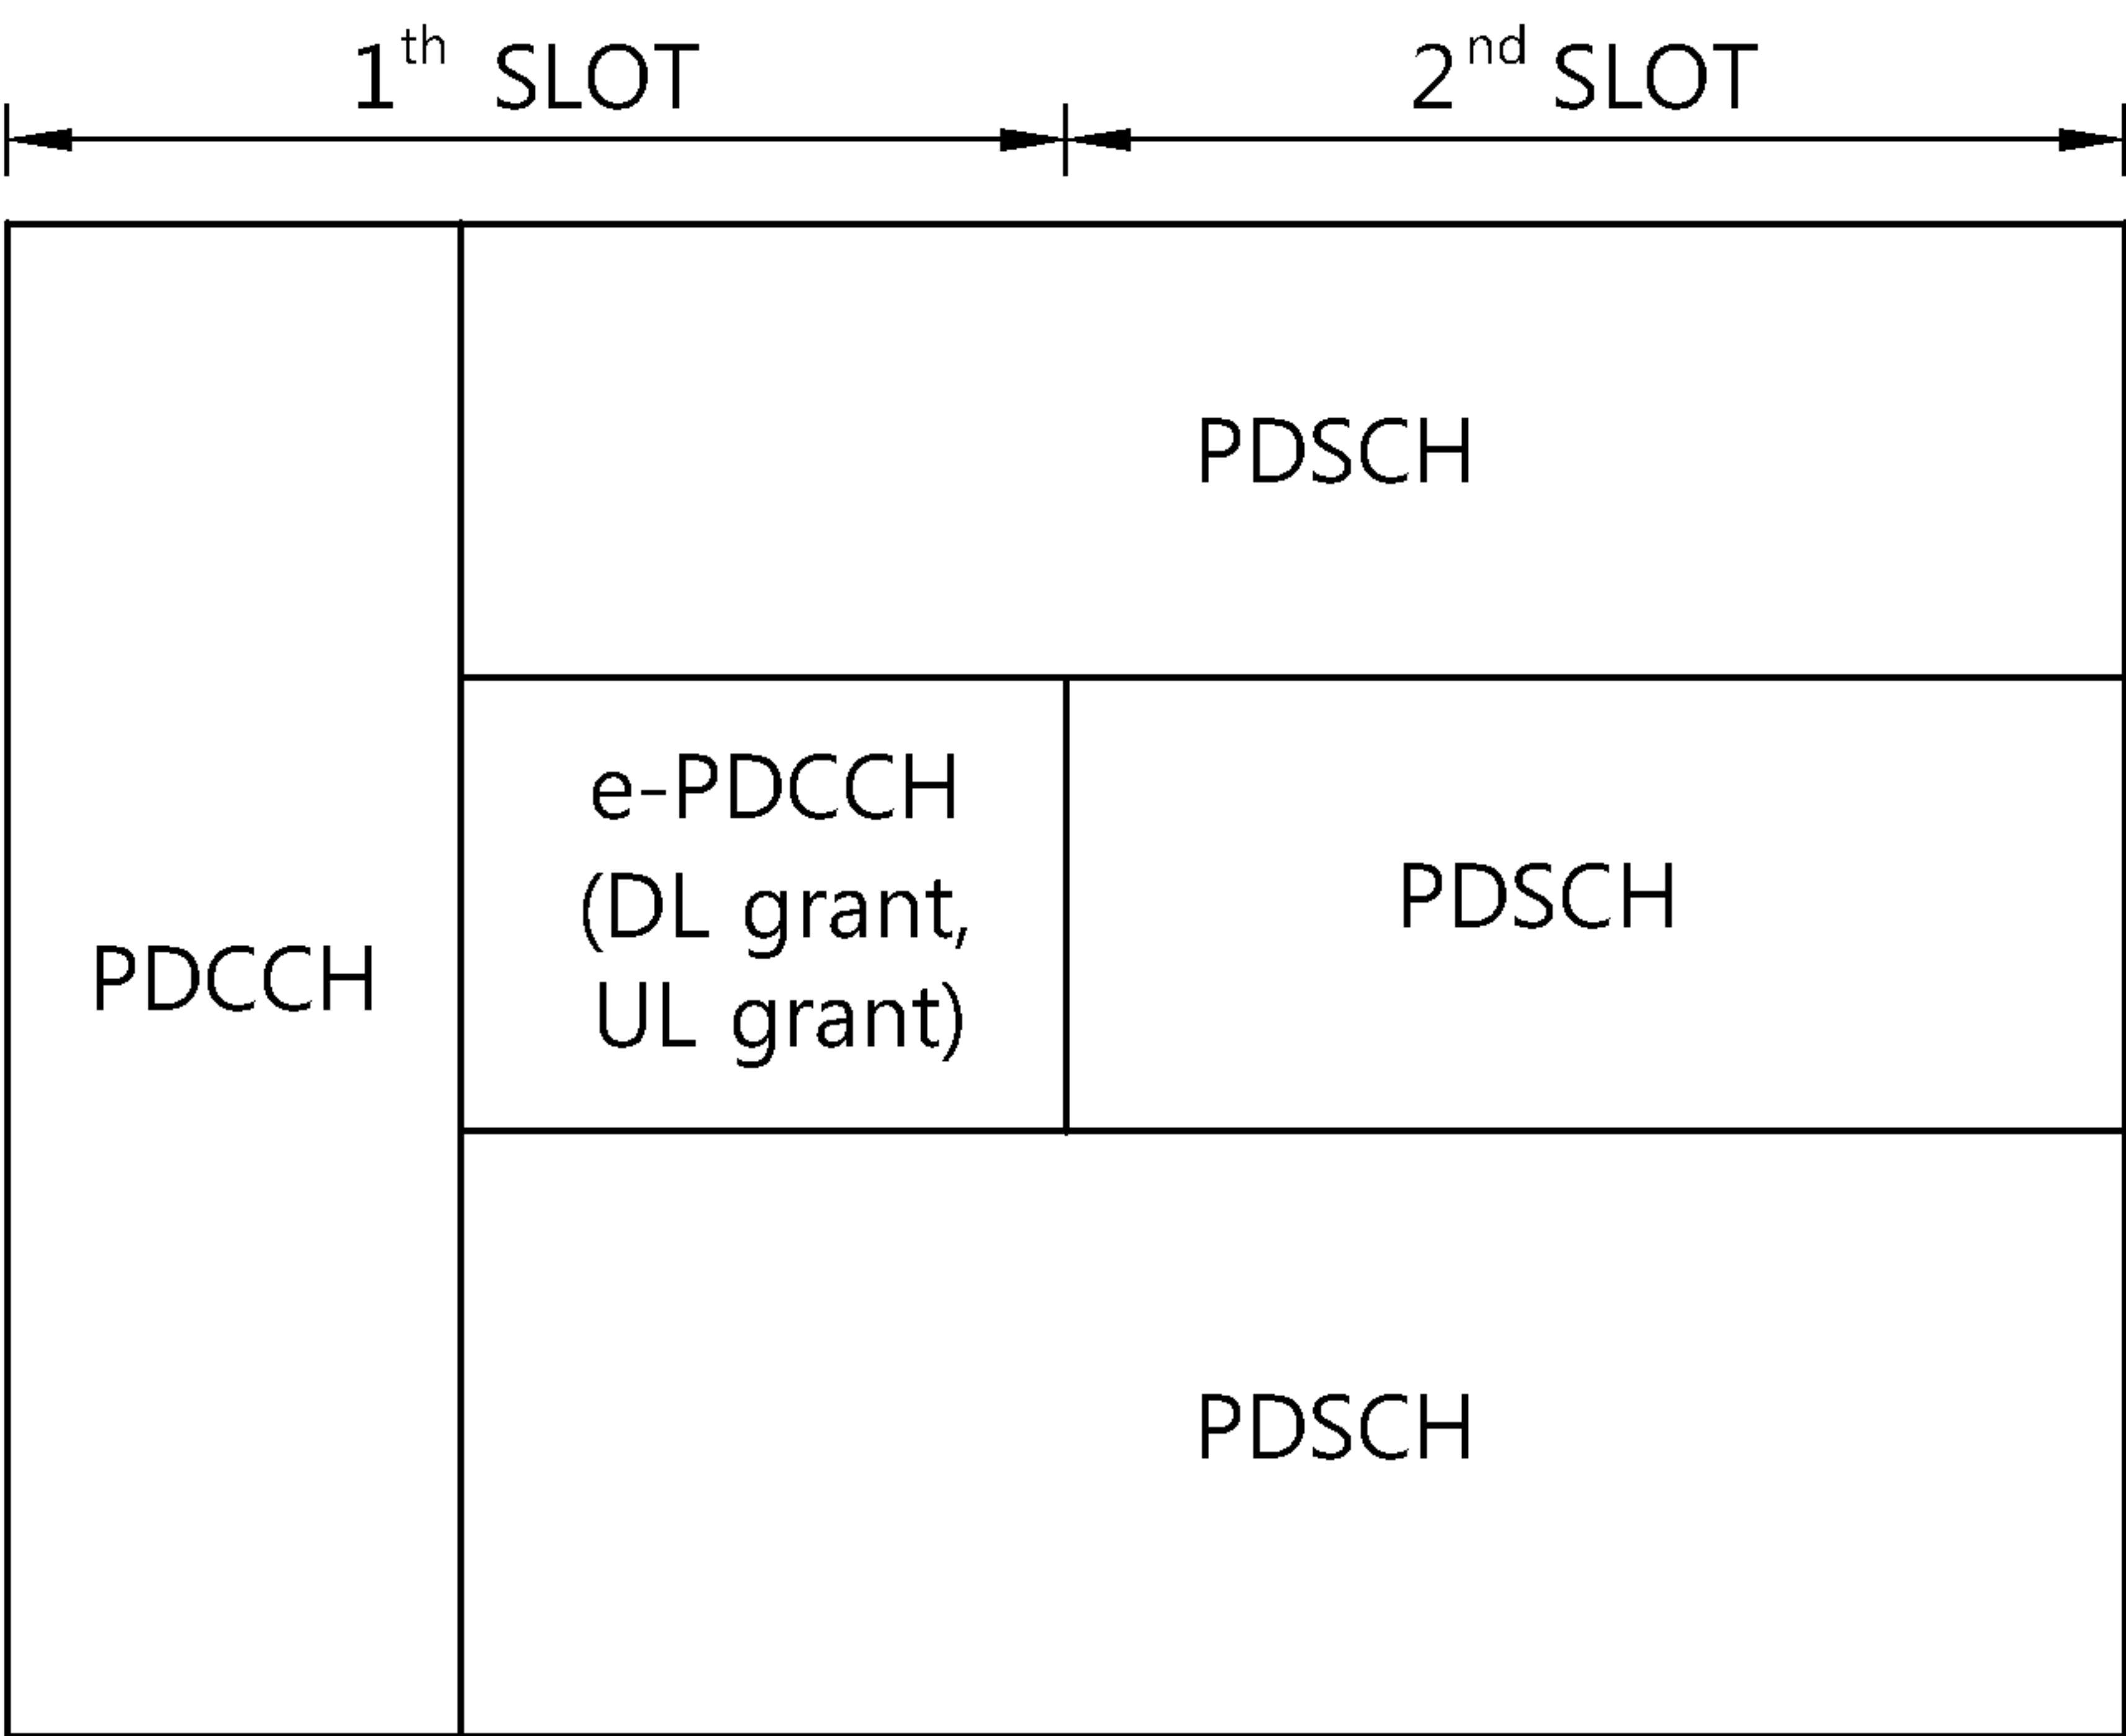 1th SLOT
2nd SLOT
PDSCH
e-PDCCH
(DL grant,
UL grant)
PDSCH
PDCCH
PDSCH